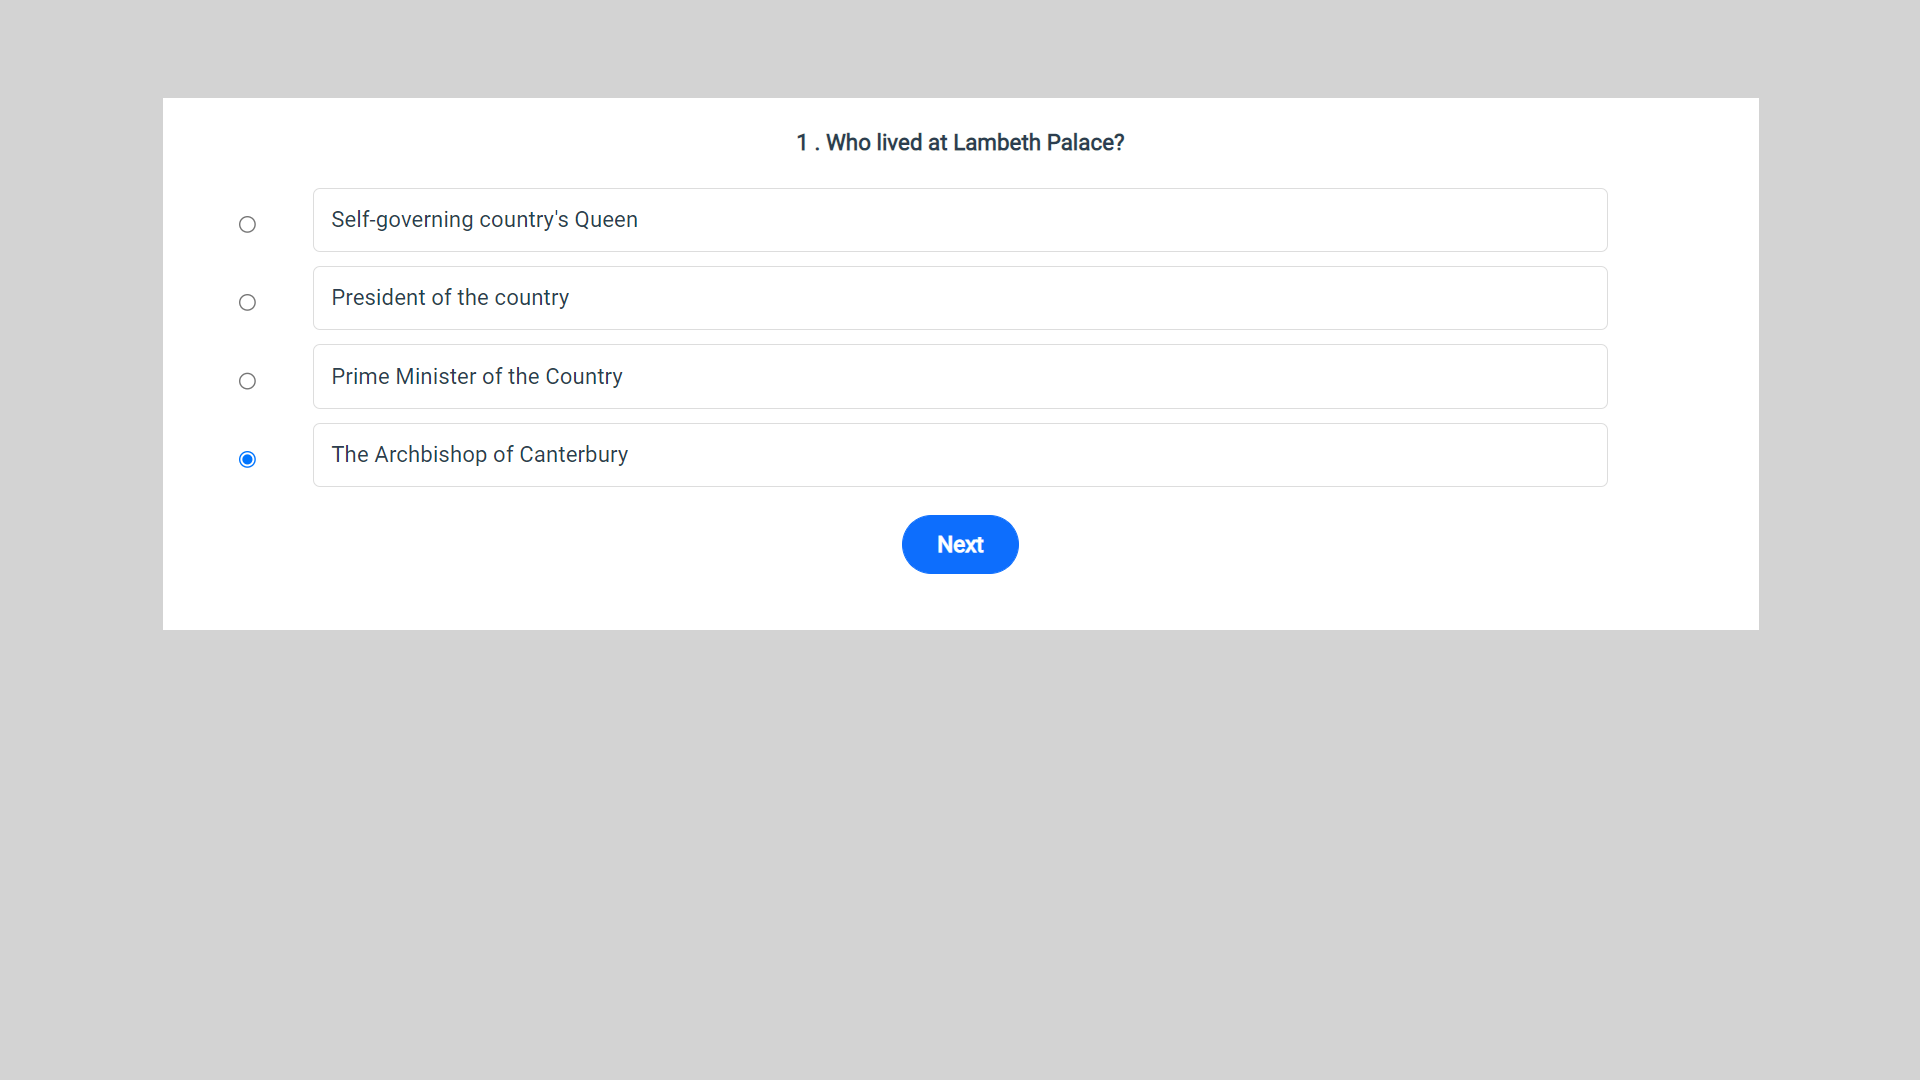 1 . Who lived at Lambeth Palace?
Self-governing country's Queen
President of the country
Prime Minister of the Country
The Archbishop of Canterbury
Next